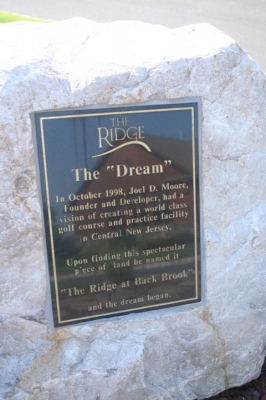 THE
RIDGE
The "Dream"
In October 1998, Joel D. Moore,
Founder and Developer, had a
vision of creating a world class
golf course and practice facility
in Central New Jersey.
Upon finding this spectacular
piece of land he named it
"The Ridge at Back Brook"
and the dream began.